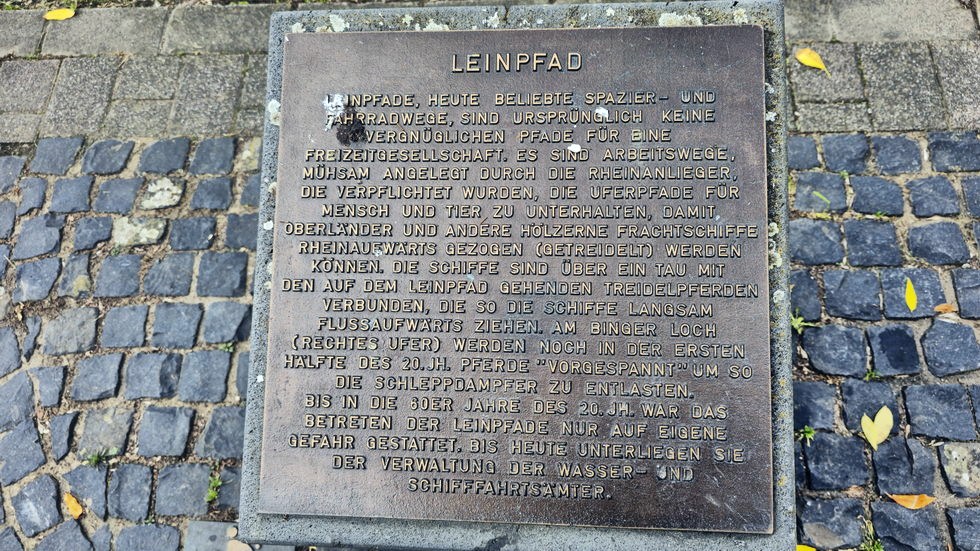 LEINPFAD
LEINPFADE, HEUTE BELIEBTE SPAZIER- UND
FAHRRADWEGE, SIND URSPRÜNGLICH KEINE
VERGNÜGLICHEN PFADE FÜR EINE
FREIZEITGESELLSCHAFT. ES SIND ARBEITSWEGE,
MÜHSAM ANGELEGT DURCH DIE RHEINANLIEGER,
DIE VERPFLICHTET WURDEN, DIE UFERPFADE FÜR
MENSCH UND TIER ZU UNTERHALTEN, DAMIT
OBERLÄNDER UND ANDERE HÖLZERNE FRACHTSCHIFFE
RHEINAUFWÄRTS GEZOGEN (GETREIDELT) WERDEN
KÖNNEN. DIE SCHIFFE SIND ÜBER EIN TAU MIT
DEN AUF DEM LEINPFAD GEHENDEN TREIDELPFERDEN
VERBUNDEN, DIE SO DIE SCHIFFE LANGSAM
FLUSSAUFWÄRTS ZIEHEN. AM BINGER LOCH
(RECHTES UFER) WERDEN NOCH IN DER ERSTEN
HÄLFTE DES 20. JH. PFERDE "VORGESPANNT" UM SO
DIE SCHLEPPDAMPFER ZU ENTLASTEN.
BIS IN DIE 60ER JAHRE DES 20. JH. WAR DAS
BETRETEN DER LEINPFADE NUR AUF EIGENE
GEFAHR GESTATTET. BIS HEUTE UNTERLIEGEN SIE
DER VERWALTUNG DER WASSER- UND
SCHIFFFAHRTSÄMTER.